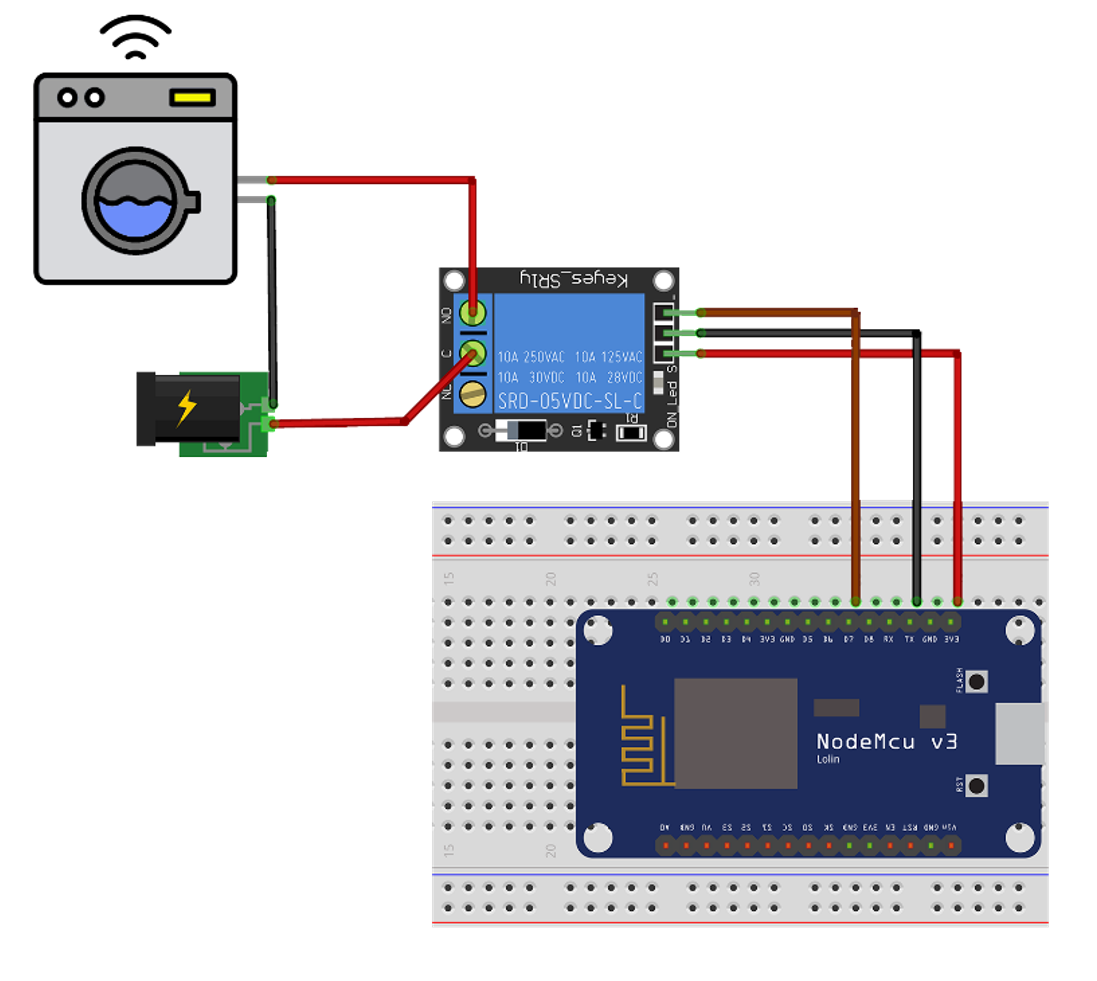 Keyes_SR1y
NO
C
NC
-
S
ON Led
10A 250VAC 10A 125VAC
10A 30VDC 10A 28VDC
SRD-05VDC-SL-C
D1
Q1
R1
15
20
25
30
D0 D1 D2 D3 D4 3V3 GND D5 D6 D7 D8 RX TX GND 3V3
FLASH
NodeMcu v3
Lolin
RST
A0 GND VU S3 S2 S1 SC S0 SK GND 3V3 EN RST GND Vin
15
20